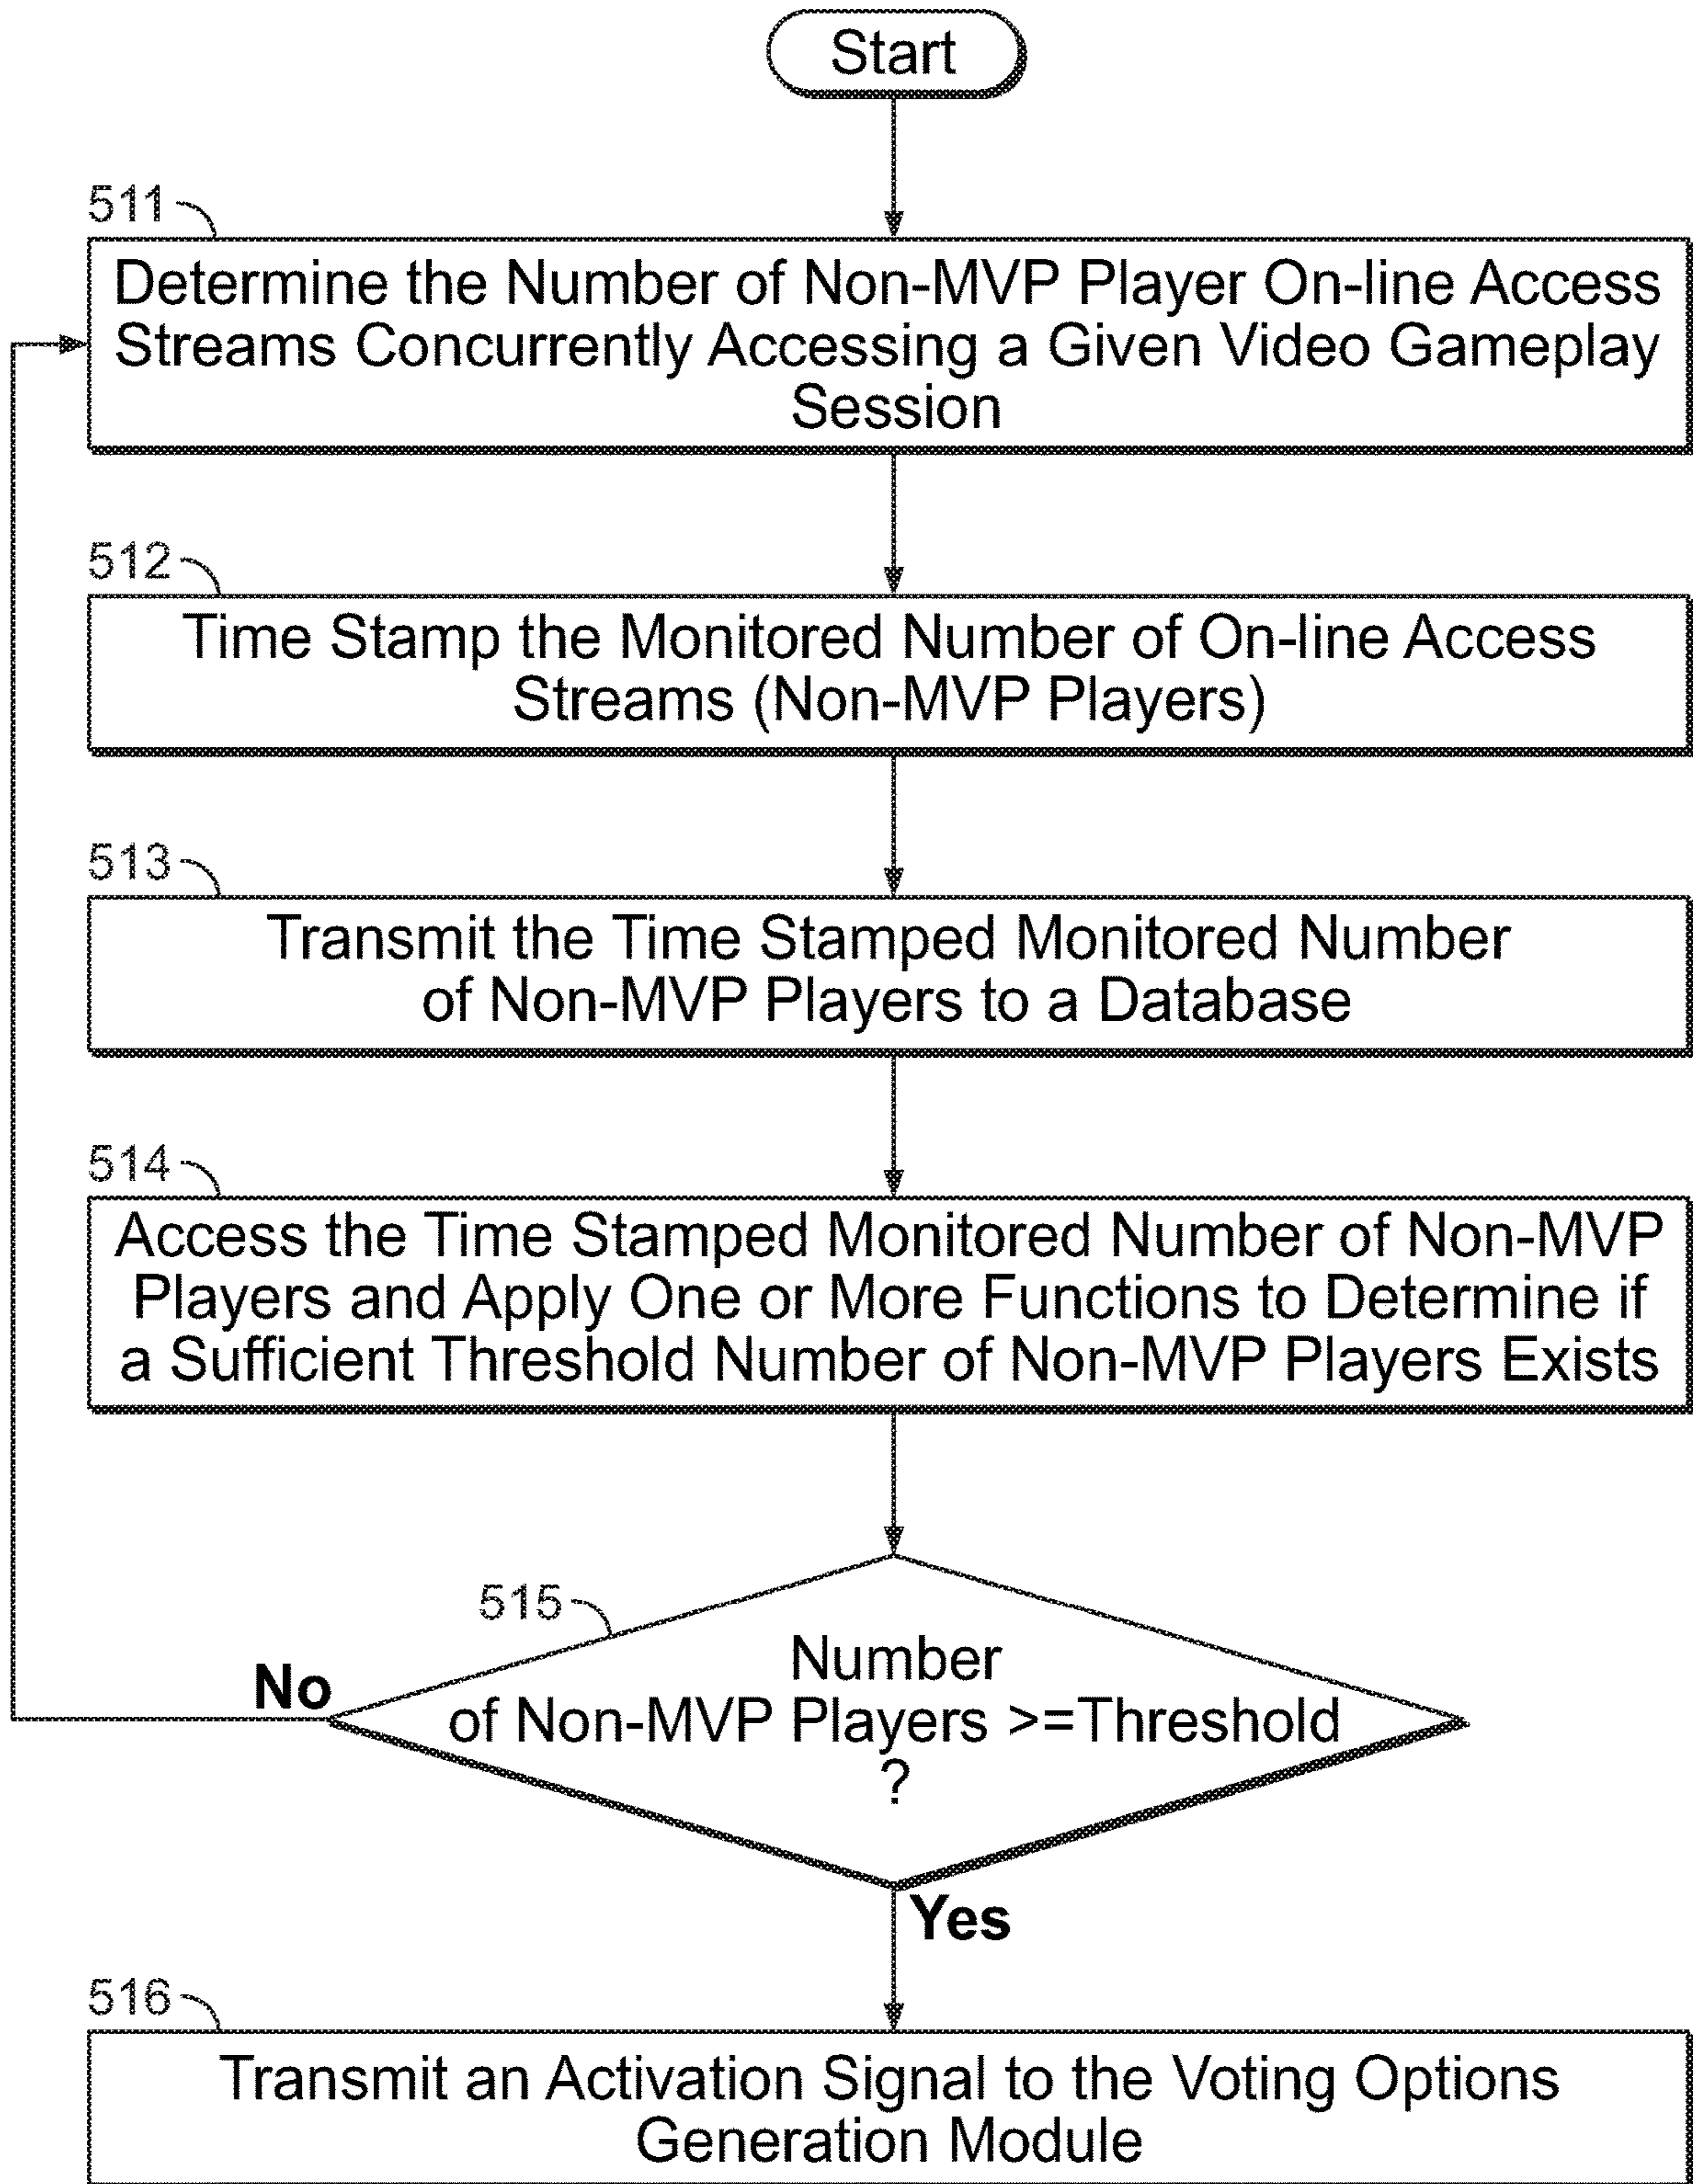 Start
511
Determine the Number of Non-MVP Player On-line Access
Streams Concurrently Accessing a Given Video Gameplay
Session
512
Time Stamp the Monitored Number of On-line Access
Streams (Non-MVP Players)
513
Transmit the Time Stamped Monitored Number
of Non-MVP Players to a Database
514
Access the Time Stamped Monitored Number of Non-MVP
Players and Apply One or More Functions to Determine if
a Sufficient Threshold Number of Non-MVP Players Exists
515
Number
of Non-MVP Players >=Threshold
?
No
Yes
516
Transmit an Activation Signal to the Voting Options
Generation Module